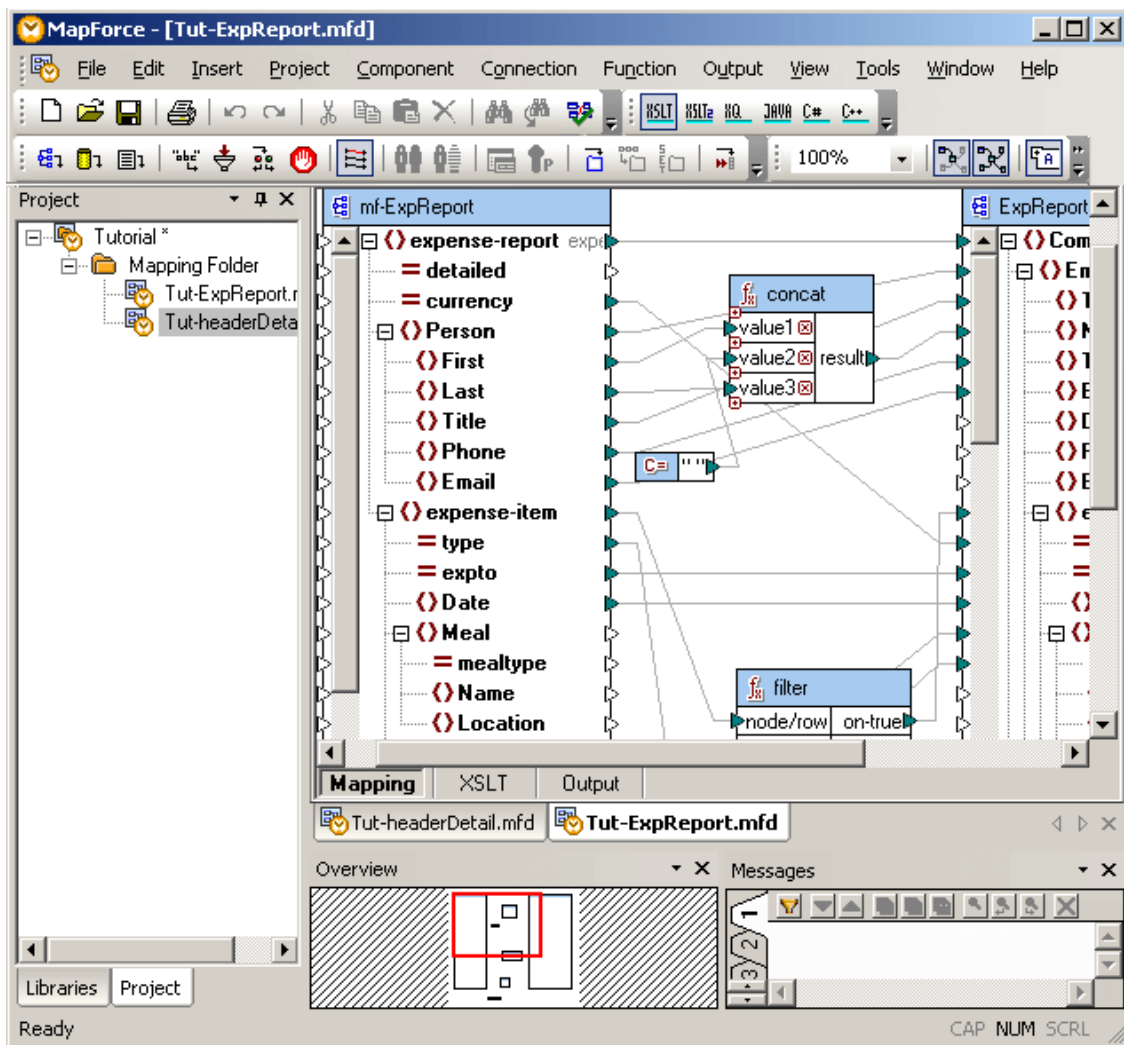 MapForce - [Tut-ExpReport.mfd]
File Edit Insert Project Component Connection Function Output View Tools Window Help
XSLT XSLT2 XQ JAVA C# C++
100%
Project
Tutorial *
Mapping Folder
Tut-ExpReport.r
Tut-headerDeta
Libraries Project
mf-ExpReport
expense-report expe
detailed
currency
Person
First
Last
Title
Phone
Email
expense-item
type
expto
Date
Meal
mealtype
Name
Location
concat
value1
value2 result
value3
C= " "
filter
node/row on-true
ExpReport
Com
Mapping XSLT Output
Tut-headerDetail.mfd Tut-ExpReport.mfd
Overview
Messages
1
2
3
Ready
CAP NUM SCRL